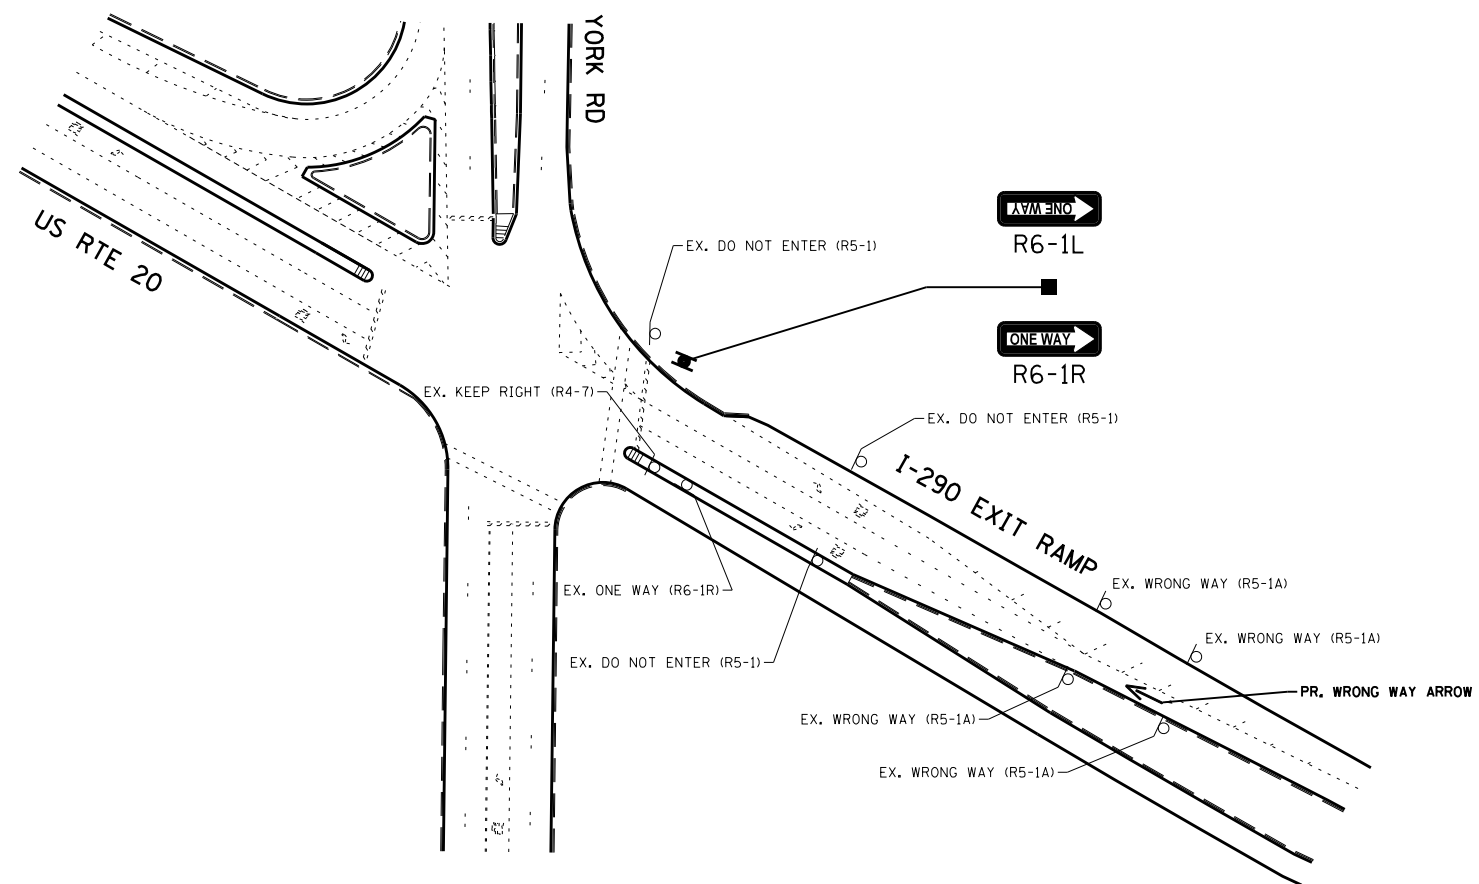 YORK RD
US RTE 20
ONE WAY
R6-1L
EX. DO NOT ENTER (R5-1)
ONE WAY
R6-1R
EX. KEEP RIGHT (R4-7)
EX. DO NOT ENTER (R5-1)
I-290 EXIT RAMP
EX. ONE WAY (R6-1R)
EX. WRONG WAY (R5-1A)
EX. WRONG WAY (R5-1A)
EX. DO NOT ENTER (R5-1)
PR. WRONG WAY ARROW
EX. WRONG WAY (R5-1A)
EX. WRONG WAY (R5-1A)